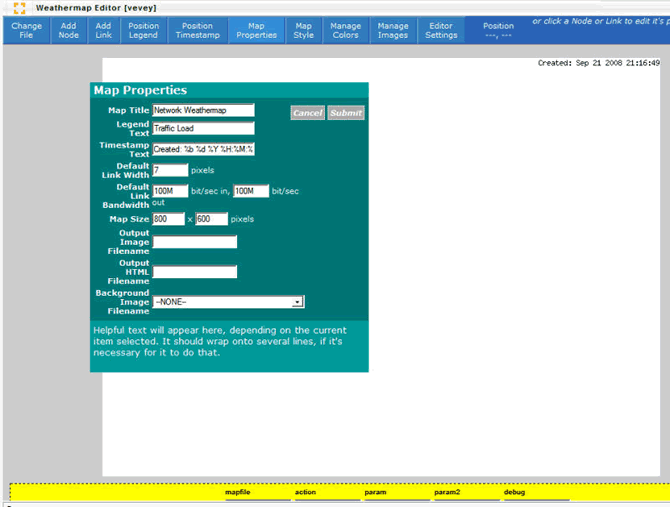 Weathermap Editor [vevey]
Change File
Add Node
Add Link
Position Legend
Position Timestamp
Map Properties
Map Style
Manage Colors
Manage Images
Editor Settings
Position ---, ---
or click a Node or Link to edit it's p
Created: Sep 21 2008 21:16:49
Map Properties
Map Title Network Weathermap
Cancel Submit
Legend Text Traffic Load
Timestamp Text Created: %b %d %Y %H:%M:%
Default Link Width 7 pixels
Default Link Bandwidth 100M bit/sec in, 100M bit/sec out
Map Size 800 x 600 pixels
Output Image Filename
Output HTML Filename
Background Image Filename --NONE--
Helpful text will appear here, depending on the current
item selected. It should wrap onto several lines, if it's
necessary for it to do that.
mapfile action param param2 debug